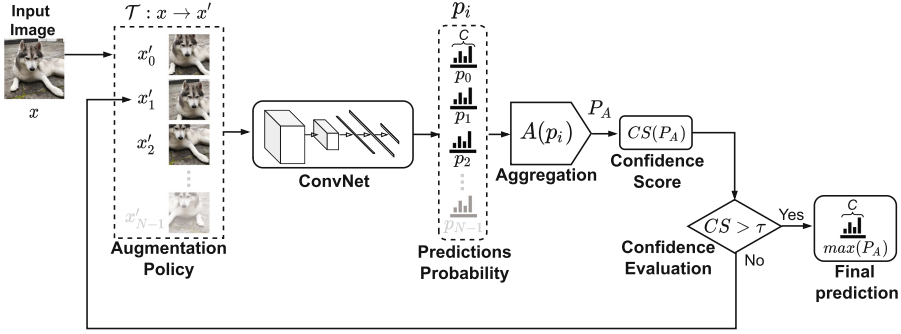 Input
Image
x
𝒯 : x → x′
x′₀
x′₁
x′₂
x′_{N−1}
Augmentation
Policy
ConvNet
pᵢ
C
p₀
p₁
p₂
p_{N−1}
Predictions
Probability
A(pᵢ)
Aggregation
P_A
CS(P_A)
Confidence
Score
CS > τ
Confidence
Evaluation
Yes
No
C
max(P_A)
Final
prediction